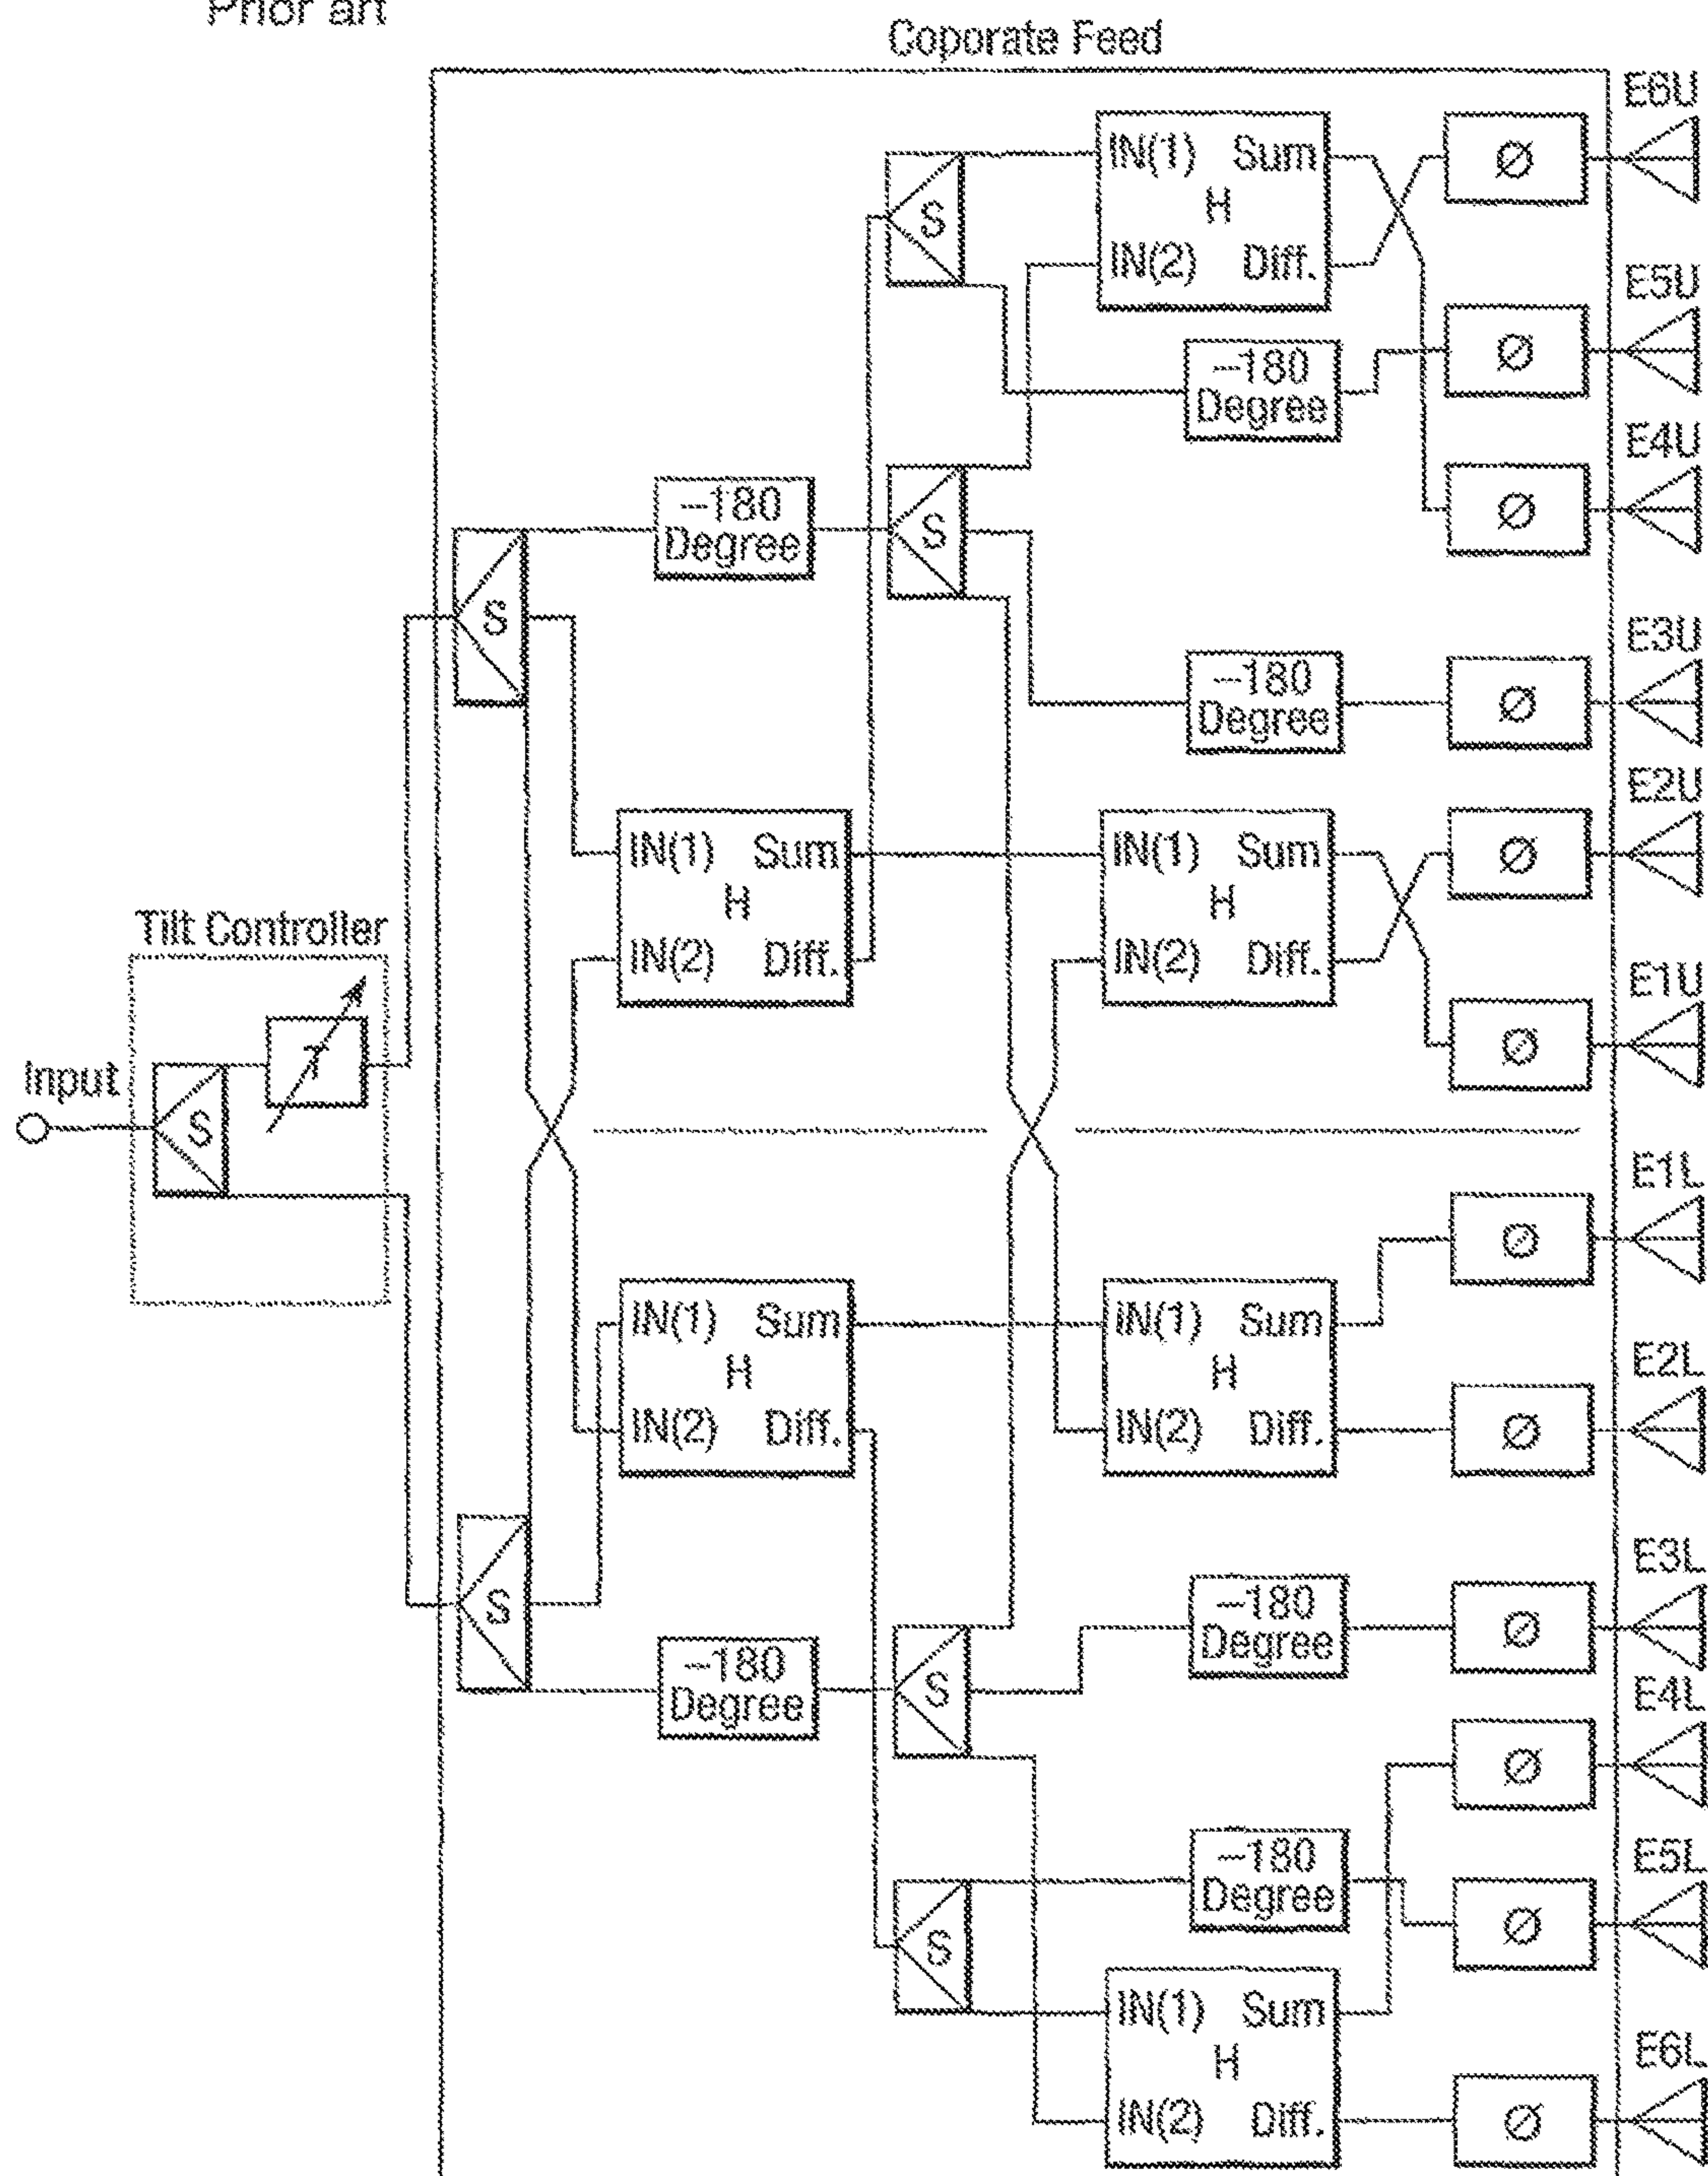 Prior art
Coporate Feed
E6U
IN(1) Sum
S
H
Ø
IN(2) Diff.
E5U
–180
Degree
Ø
E4U
–180
Degree
S
Ø
S
E3U
–180
Degree
Ø
E2U
IN(1) Sum
H
IN(2) Diff.
IN(1) Sum
H
IN(2) Diff.
Ø
Tilt Controller
E1U
T
Ø
Input
S
E1L
Ø
IN(1) Sum
H
IN(2) Diff.
IN(1) Sum
H
IN(2) Diff.
E2L
Ø
E3L
S
–180
Degree
Ø
–180
Degree
S
E4L
Ø
–180
Degree
E5L
S
Ø
IN(1) Sum
H
IN(2) Diff.
E6L
Ø